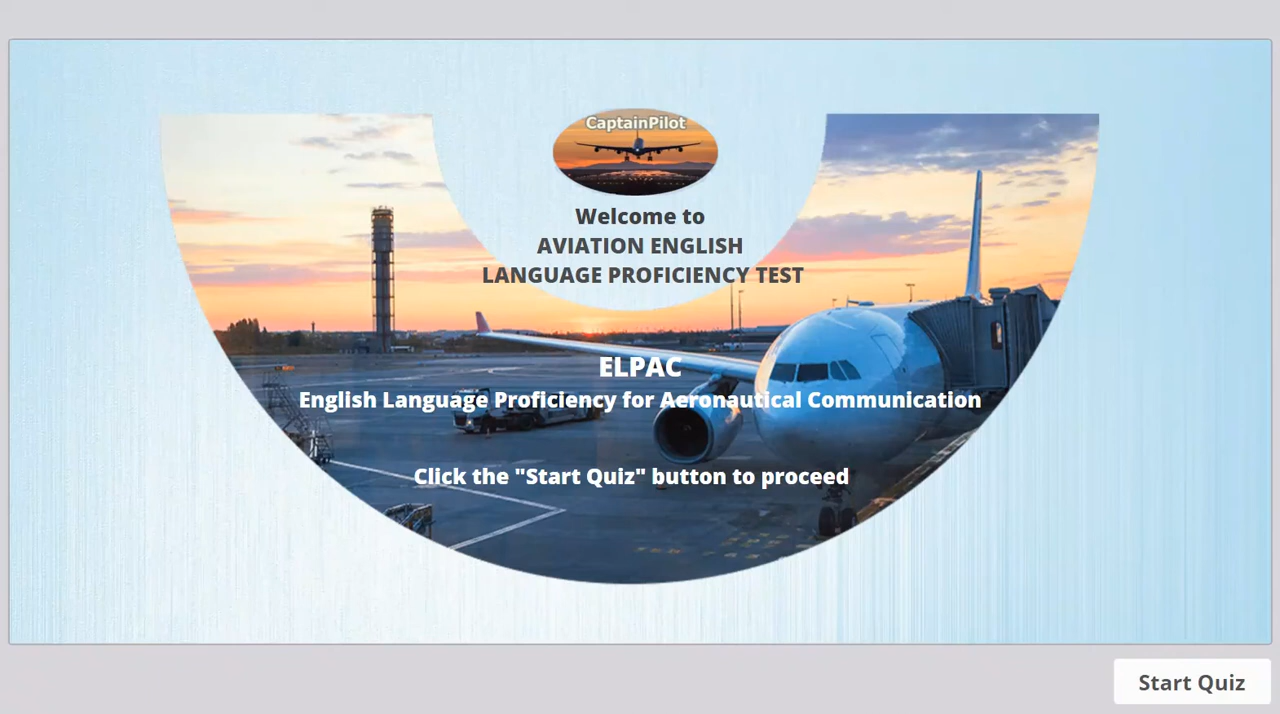 CaptainPilot
Welcome to
AVIATION ENGLISH
LANGUAGE PROFICIENCY TEST
ELPAC
English Language Proficiency for Aeronautical Communication
Click the "Start Quiz" button to proceed
Start Quiz